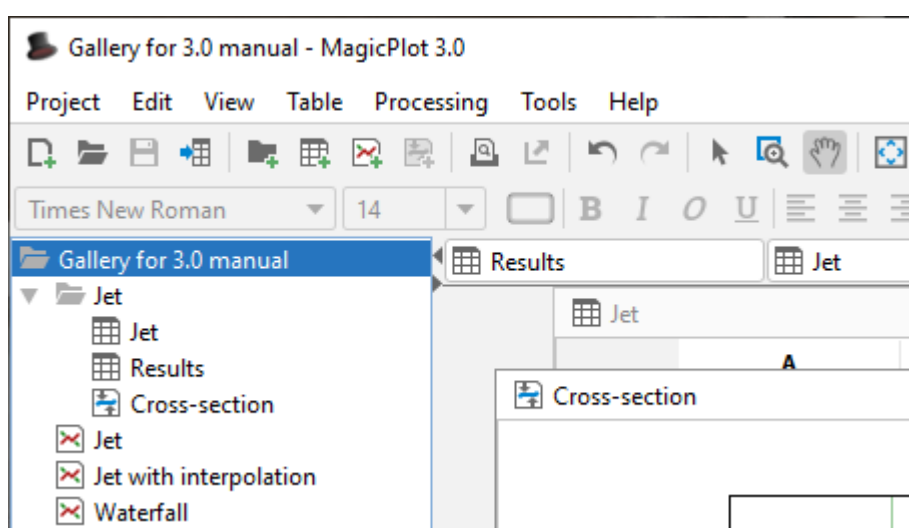 Gallery for 3.0 manual - MagicPlot 3.0
Project Edit View Table Processing Tools Help
Times New Roman 14 B I O U
Gallery for 3.0 manual
Results Jet
Jet
Jet
Jet
Results
A
Cross-section
Cross-section
Jet
Jet with interpolation
Waterfall